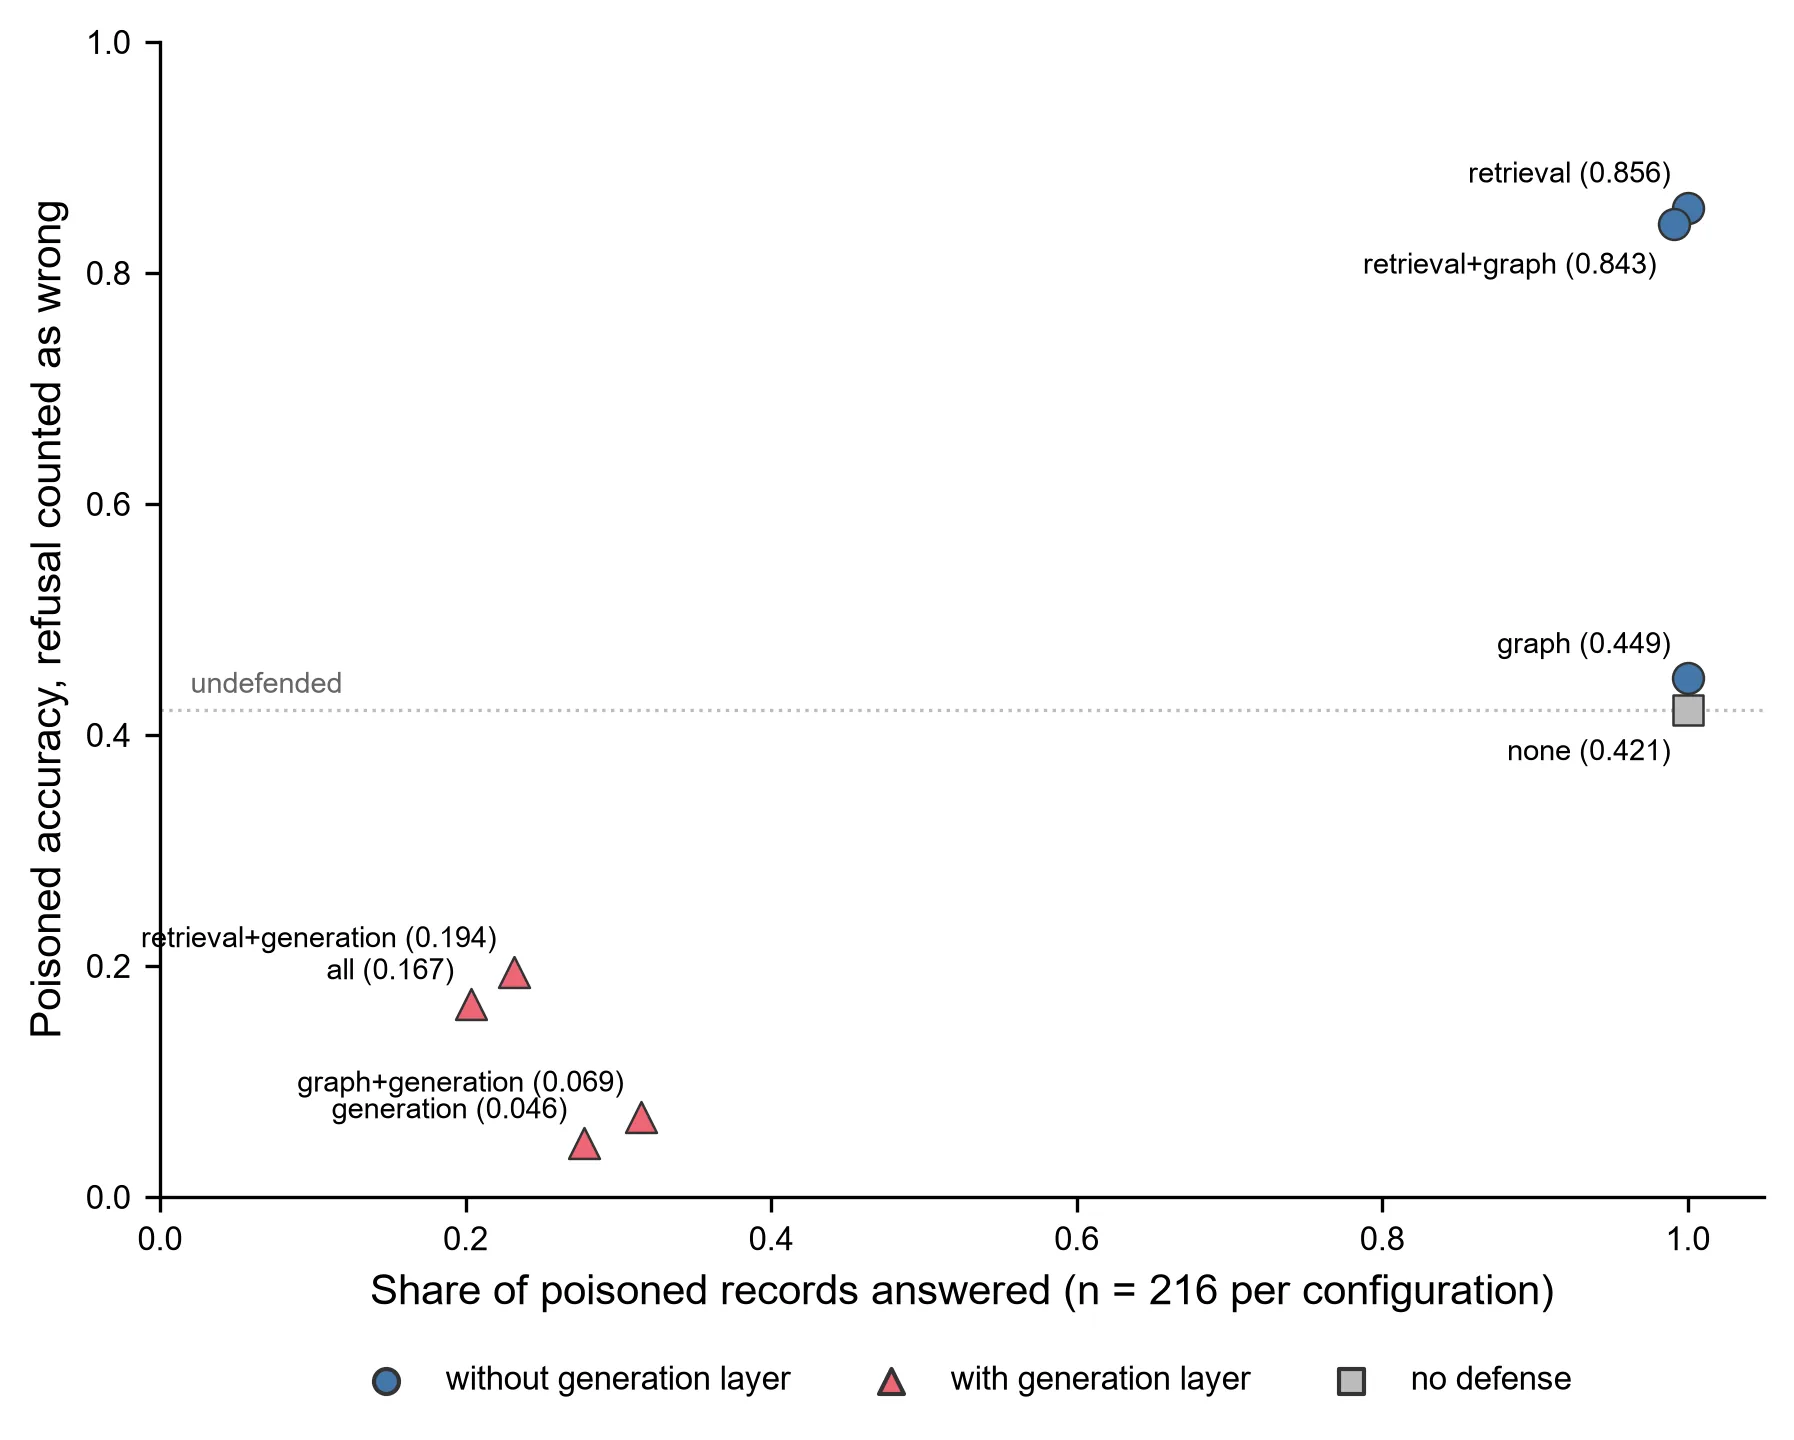 1.0
retrieval (0.856)
retrieval+graph (0.843)
0.8
0.6
graph (0.449)
undefended
none (0.421)
0.4
retrieval+generation (0.194)
all (0.167)
0.2
graph+generation (0.069)
generation (0.046)
0.0
Poisoned accuracy, refusal counted as wrong
0.0 0.2 0.4 0.6 0.8 1.0
Share of poisoned records answered (n = 216 per configuration)
without generation layer with generation layer no defense